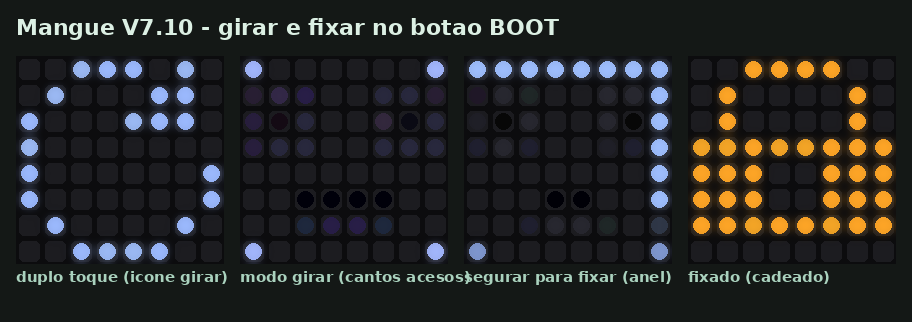 Mangue V7.10 - girar e fixar no botao BOOT
duplo toque (icone girar) modo girar (cantos acesos) segurar para fixar (anel) fixado (cadeado)